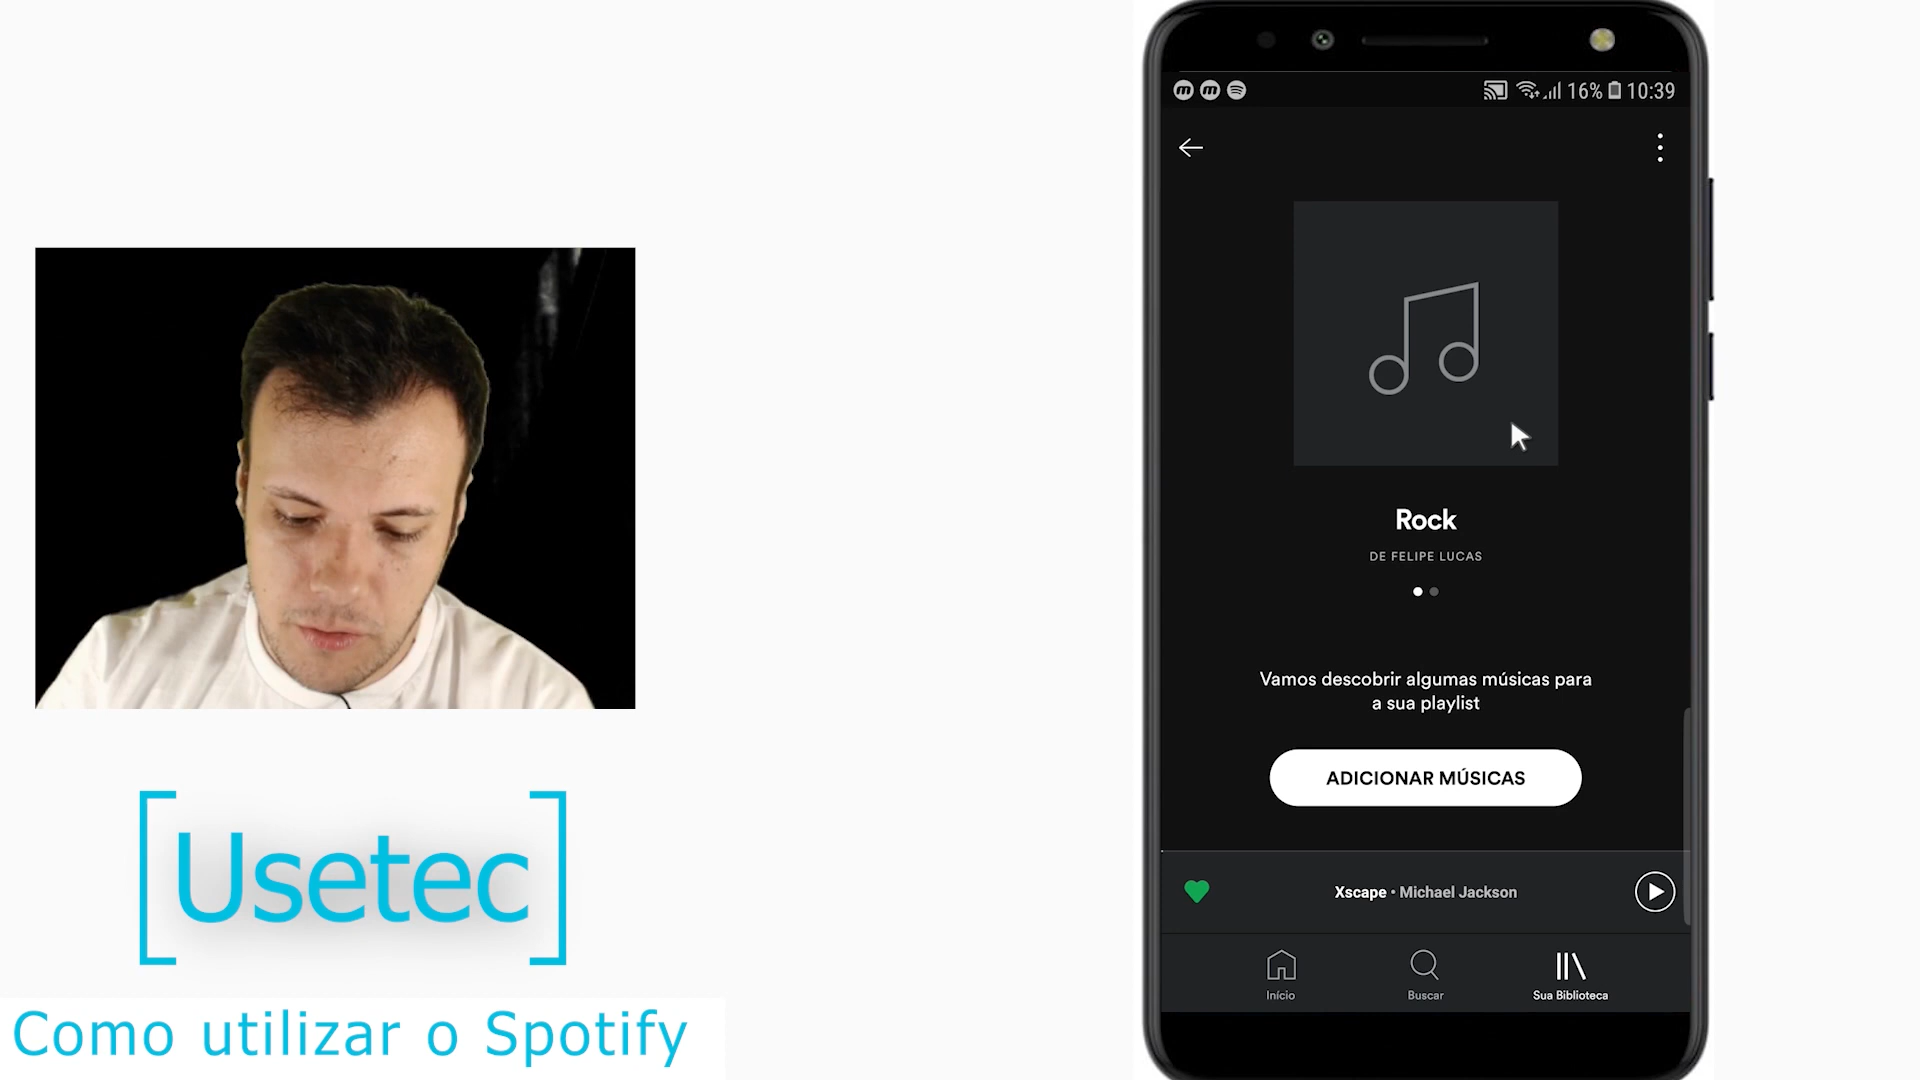 16% 10:39
Rock
DE FELIPE LUCAS
Vamos descobrir algumas músicas para
a sua playlist
ADICIONAR MÚSICAS
Xscape • Michael Jackson
Início
Buscar
Sua Biblioteca
[Usetec]
Como utilizar o Spotify